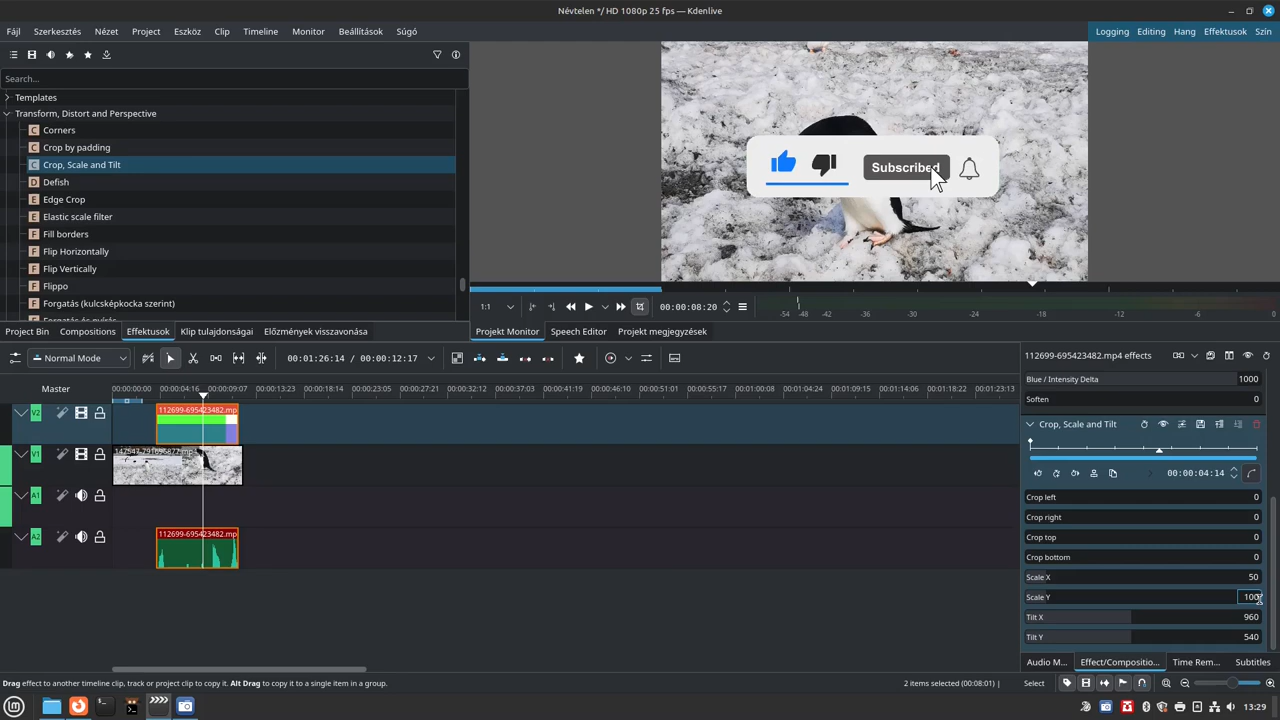 Névtelen */ HD 1080p 25 fps — Kdenlive
Fájl Szerkesztés Nézet Project Eszköz Clip Timeline Monitor Beállítások Súgó
Logging Editing Hang Effektusok Szín
Search...
Templates
Transform, Distort and Perspective
C Corners
C Crop by padding
C Crop, Scale and Tilt
D Defish
E Edge Crop
E Elastic scale filter
F Fill borders
F Flip Horizontally
F Flip Vertically
F Flippo
F Forgatás (kulcsképkocka szerint)
Subscribed
1:1
00:00:08:20
-54 -48 -42 -36 -30 -24 -18 -12 -6 0
Project Bin Compositions Effektusok Klip tulajdonságai Előzmények visszavonása
Projekt Monitor Speech Editor Projekt megjegyzések
Normal Mode
00:01:26:14 / 00:00:12:17
Master
00:00:00:00 00:00:04:16 00:00:09:07 00:00:13:23 00:00:18:14 00:00:23:05 00:00:27:21 00:00:32:12 00:00:37:03 00:00:41:19 00:00:46:10 00:00:51:01 00:00:55:17 00:01:00:08 00:01:04:24 00:01:09:15 00:01:14:06 00:01:18:22 00:01:23:13
V2
112699-695423482.mp
V1
A1
A2
112699-695423482.mp
112699-695423482.mp4 effects
Blue / Intensity Delta 1000
Soften 0
Crop, Scale and Tilt
00:00:04:14
Crop left 0
Crop right 0
Crop top 0
Crop bottom 0
Scale X 50
Scale Y 100
Tilt X 960
Tilt Y 540
Audio M... Effect/Compositio... Time Rem... Subtitles
Drag effect to another timeline clip, track or project clip to copy it. Alt Drag to copy it to a single item in a group.
2 items selected (00:08:01) Select
13:29